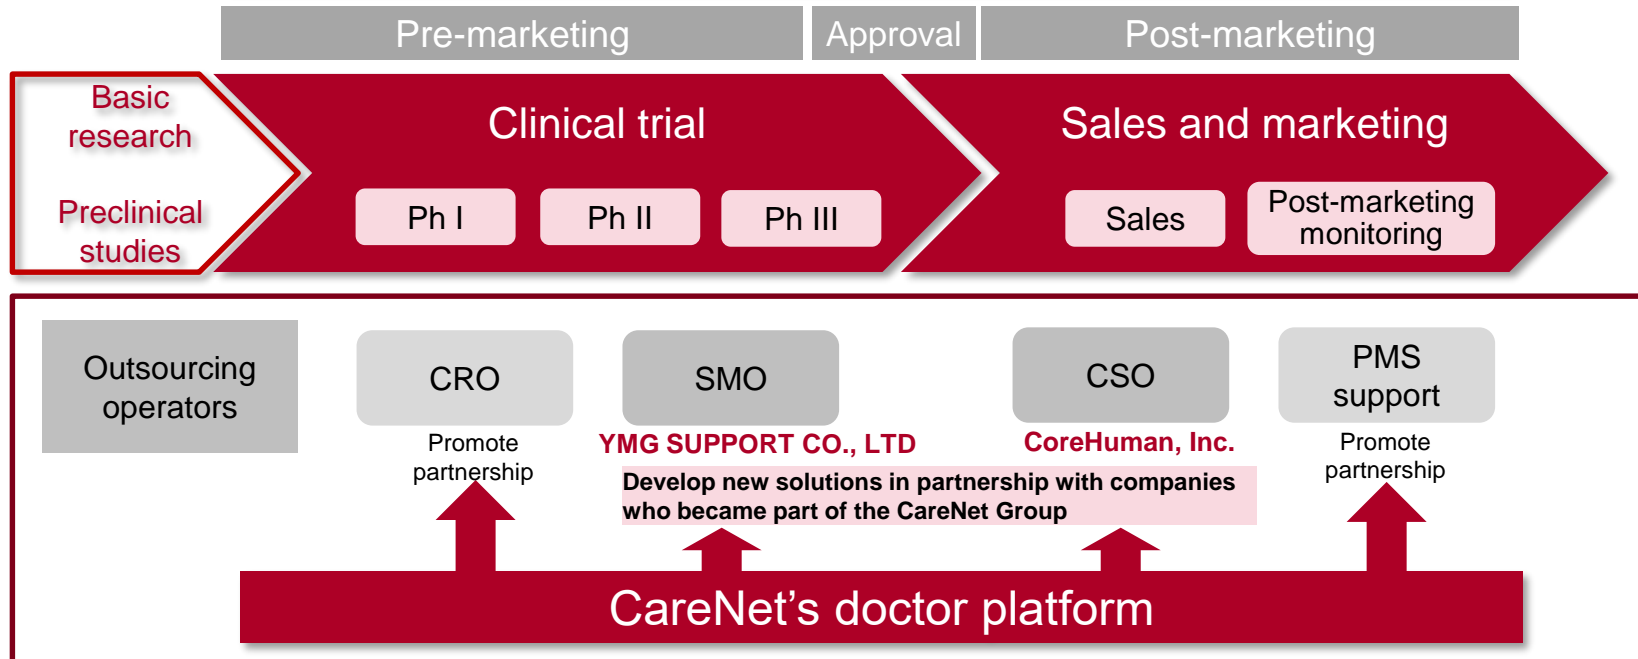 Pre-marketing
Approval
Post-marketing
Basic
research
Preclinical
studies
Clinical trial
Ph I
Ph II
Ph III
Sales and marketing
Sales
Post-marketing
monitoring
Outsourcing
operators
CRO
Promote
partnership
SMO
YMG SUPPORT CO., LTD
CSO
CoreHuman, Inc.
PMS
support
Promote
partnership
Develop new solutions in partnership with companies
who became part of the CareNet Group
CareNet’s doctor platform